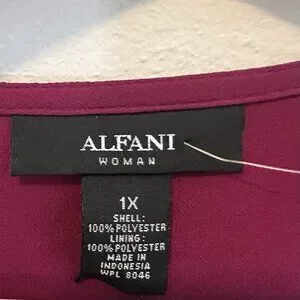 ALFANI
WOMAN
1X
SHELL:
100% POLYESTER
LINING:
100% POLYESTER
MADE IN
INDONESIA
WPL 8046